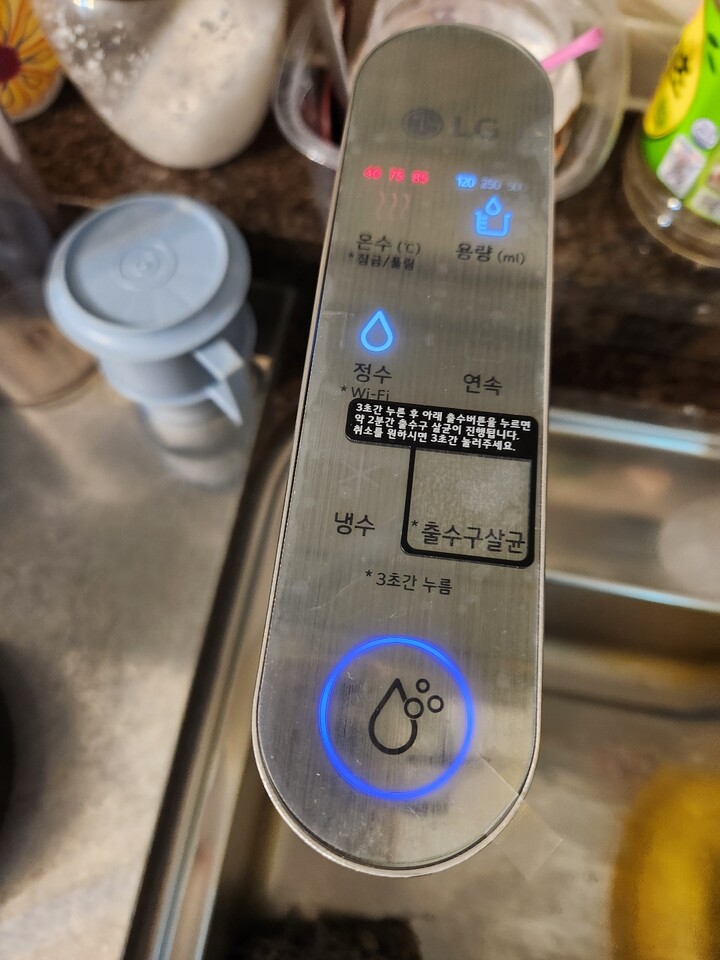 LG
40 75 85
120 250 500
온수 (℃)
용량 (ml)
*잠금/풀림
정수
연속
*Wi-Fi
3초간 누른 후 아래 출수버튼을 누르면
약 2분간 출수구 살균이 진행됩니다.
취소를 원하시면 3초간 눌러주세요.
냉수
*출수구살균
*3초간 누름